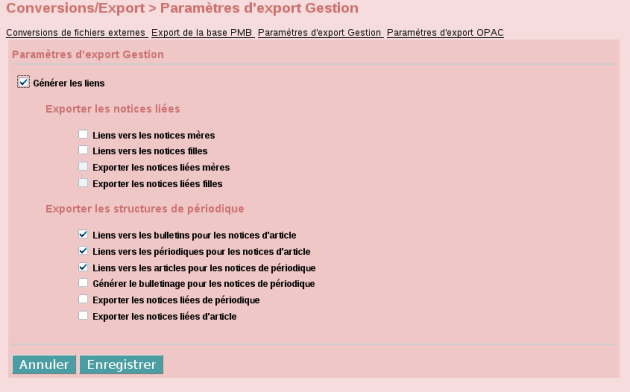 Conversions/Export > Paramètres d'export Gestion
Conversions de fichiers externes Export de la base PMB Paramètres d'export Gestion Paramètres d'export OPAC
Paramètres d'export Gestion
Générer les liens
Exporter les notices liées
Liens vers les notices mères
Liens vers les notices filles
Exporter les notices liées mères
Exporter les notices liées filles
Exporter les structures de périodique
Liens vers les bulletins pour les notices d'article
Liens vers les périodiques pour les notices d'article
Liens vers les articles pour les notices de périodique
Générer le bulletinage pour les notices de périodique
Exporter les notices liées de périodique
Exporter les notices liées d'article
Annuler Enregistrer